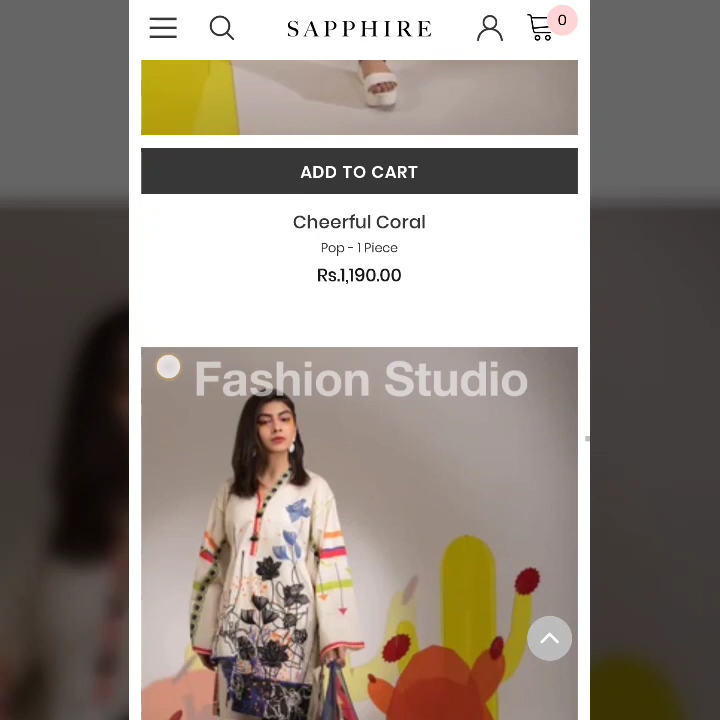 SAPPHIRE
0
ADD TO CART
Cheerful Coral
Pop - 1 Piece
Rs.1,190.00
Fashion Studio